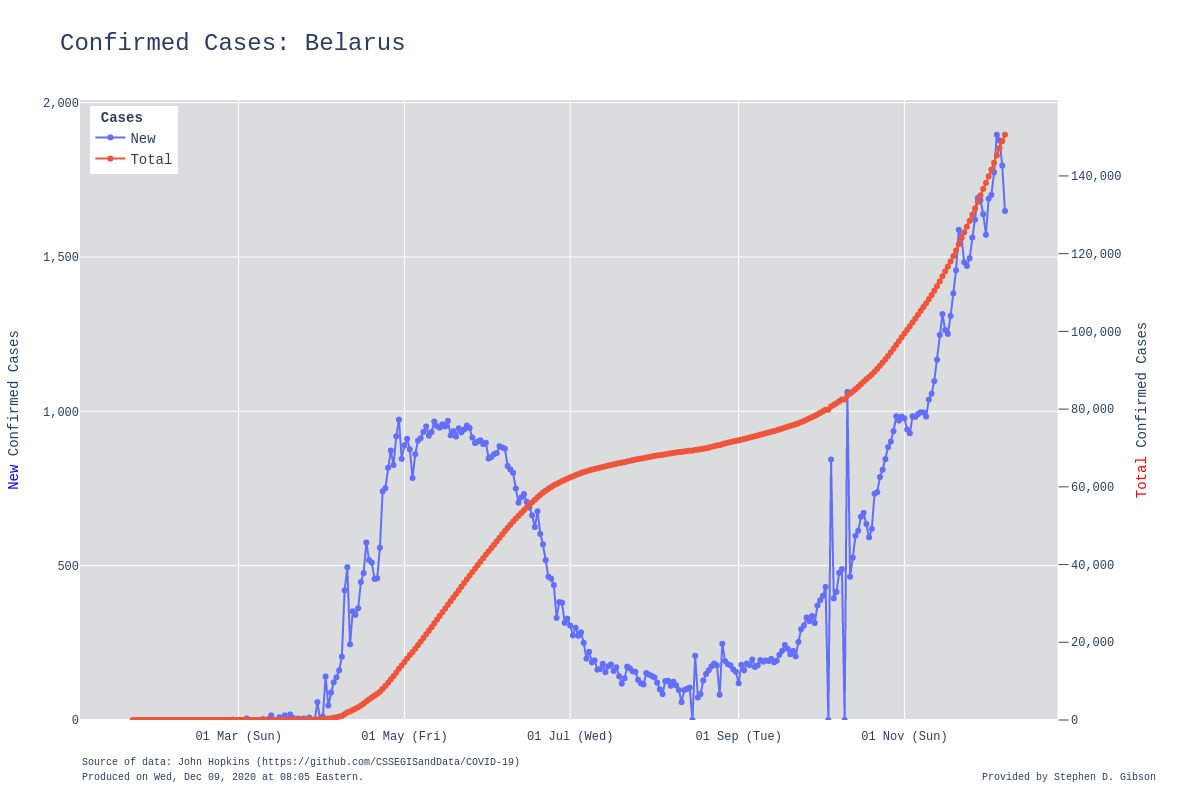 Confirmed Cases: Belarus
Cases
New
Total
2,000
1,500
1,000
500
0
140,000
120,000
100,000
80,000
60,000
40,000
20,000
0
New Confirmed Cases
Total Confirmed Cases
01 Mar (Sun)
01 May (Fri)
01 Jul (Wed)
01 Sep (Tue)
01 Nov (Sun)
Source of data: John Hopkins (https://github.com/CSSEGISandData/COVID-19)
Produced on Wed, Dec 09, 2020 at 08:05 Eastern.
Provided by Stephen D. Gibson